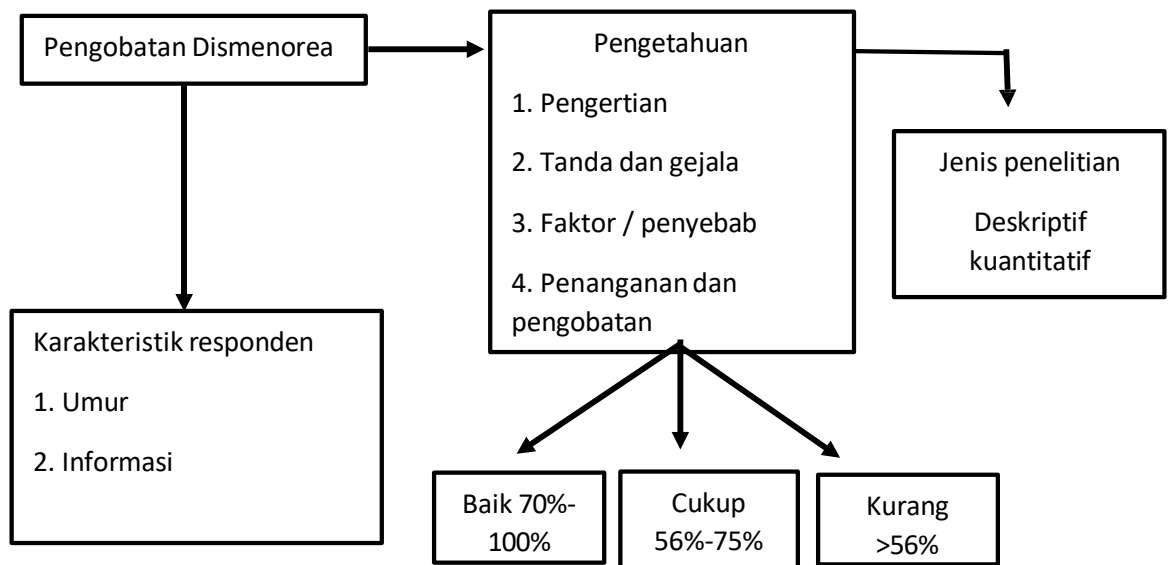 Pengobatan Dismenorea
Pengetahuan
1. Pengertian
2. Tanda dan gejala
3. Faktor / penyebab
4. Penanganan dan
pengobatan
Jenis penelitian
Deskriptif
kuantitatif
Karakteristik responden
1. Umur
2. Informasi
Baik 70%-
100%
Cukup
56%-75%
Kurang
>56%